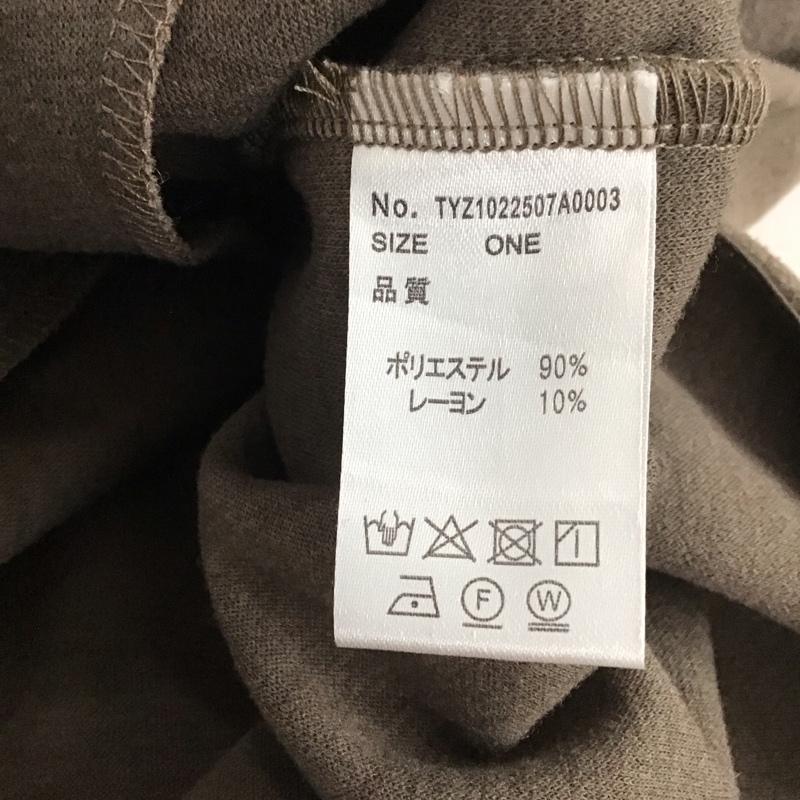 No. TYZ1022507A0003
SIZE ONE
品質
ポリエステル 90%
レーヨン 10%
F W